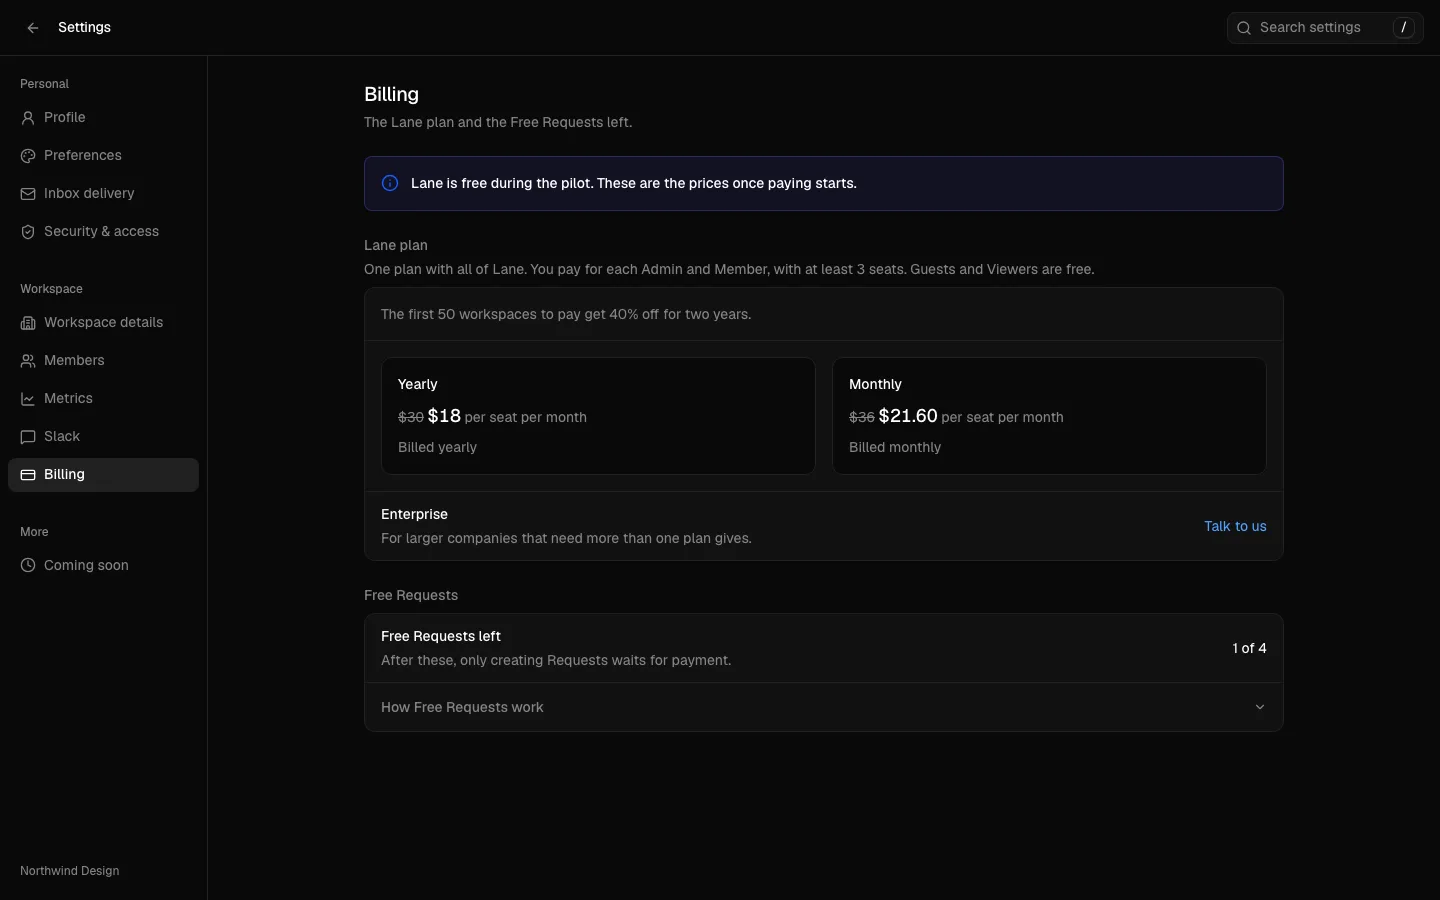 Settings
Search settings /
Personal
Profile
Preferences
Inbox delivery
Security & access
Workspace
Workspace details
Members
Metrics
Slack
Billing
More
Coming soon
Northwind Design
Billing
The Lane plan and the Free Requests left.
Lane is free during the pilot. These are the prices once paying starts.
Lane plan
One plan with all of Lane. You pay for each Admin and Member, with at least 3 seats. Guests and Viewers are free.
The first 50 workspaces to pay get 40% off for two years.
Yearly
$30 $18 per seat per month
Billed yearly
Monthly
$36 $21.60 per seat per month
Billed monthly
Enterprise
For larger companies that need more than one plan gives.
Talk to us
Free Requests
Free Requests left
After these, only creating Requests waits for payment.
1 of 4
How Free Requests work